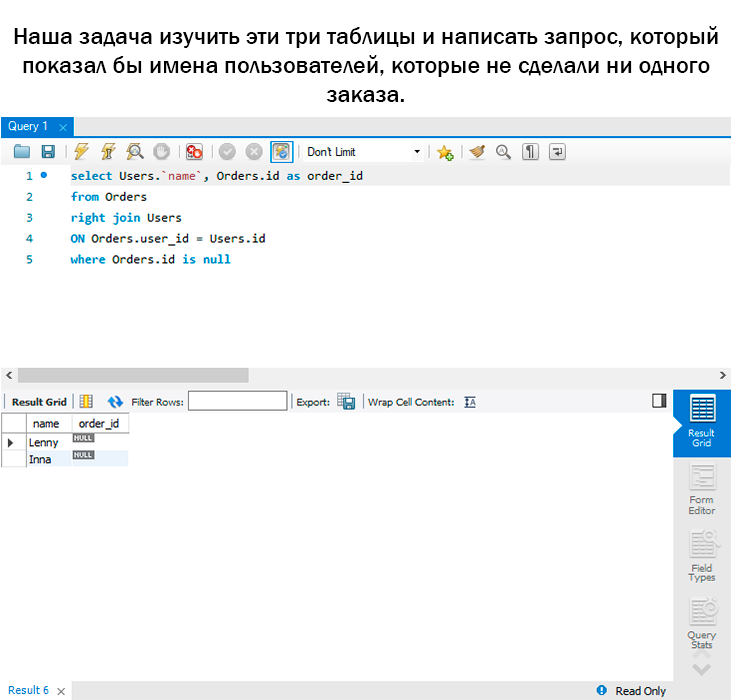 Наша задача изучить эти три таблицы и написать запрос, который
показал бы имена пользователей, которые не сделали ни одного
заказа.
Query 1
Don't Limit
1 select Users.`name`, Orders.id as order_id
2 from Orders
3 right join Users
4 ON Orders.user_id = Users.id
5 where Orders.id is null
Result Grid Filter Rows: Export: Wrap Cell Content:
name order_id
Lenny NULL
Inna NULL
Result
Grid
Form
Editor
Field
Types
Query
Stats
Result 6 Read Only